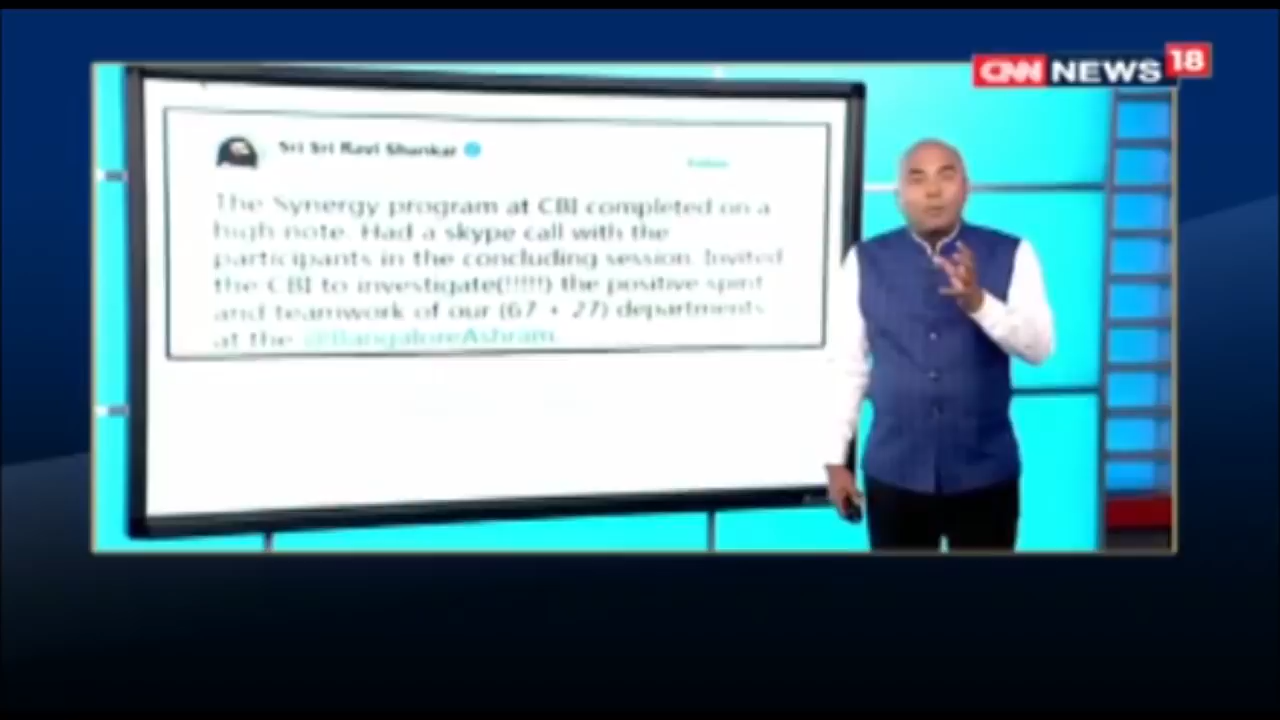 CNN NEWS 18
Sri Sri Ravi Shankar
Follow
The Synergy program at CBI completed on a
high note. Had a skype call with the
participants in the concluding session. Invited
the CBI to investigate(!!!!!) the positive spirit
and teamwork of our (67 + 27) departments
at the @BangaloreAshram